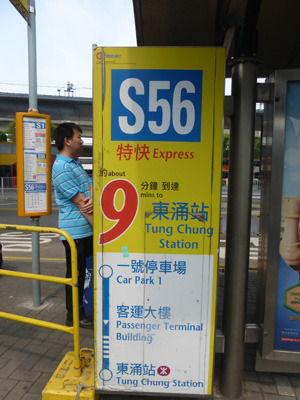 S56
特快 Express
約 about
9
分鐘 到達
mins to
東涌站
Tung Chung
Station
一號停車場
Car Park 1
客運大樓
Passenger Terminal
Building
東涌站
Tung Chung Station
S1
S56